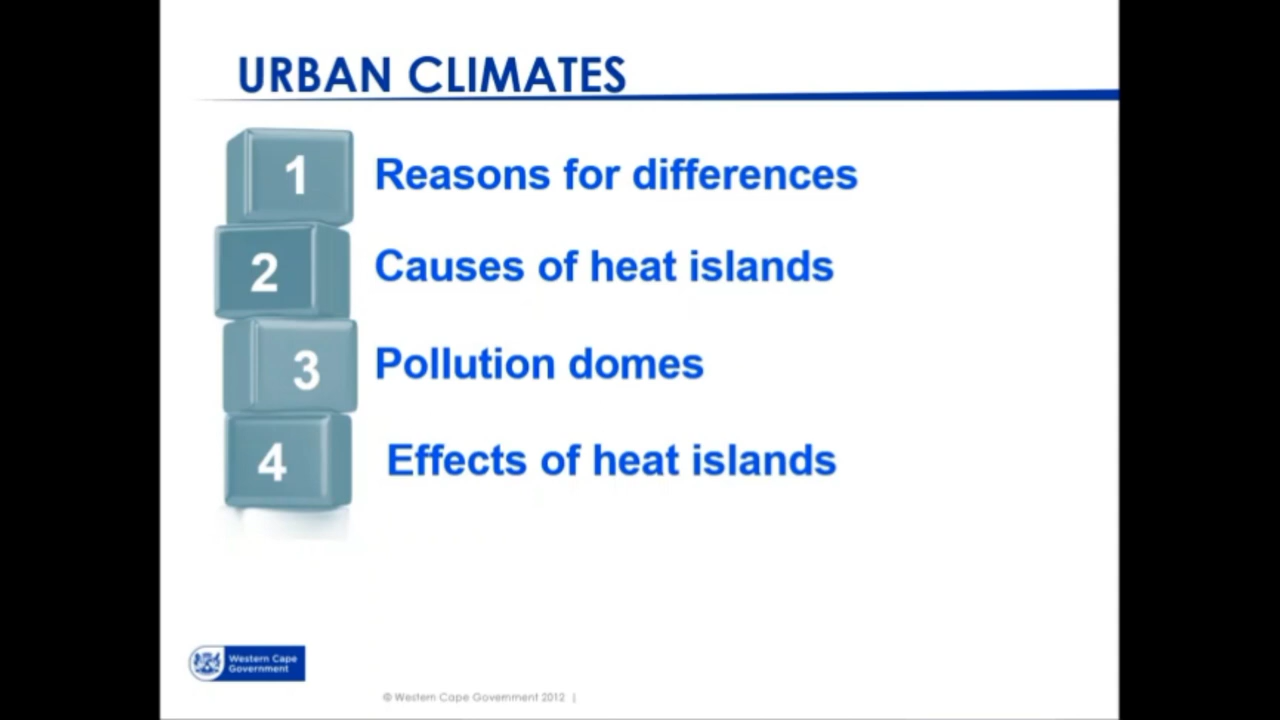 URBAN CLIMATES
1 Reasons for differences
2 Causes of heat islands
3 Pollution domes
4 Effects of heat islands
Western Cape
Government
© Western Cape Government 2012 |